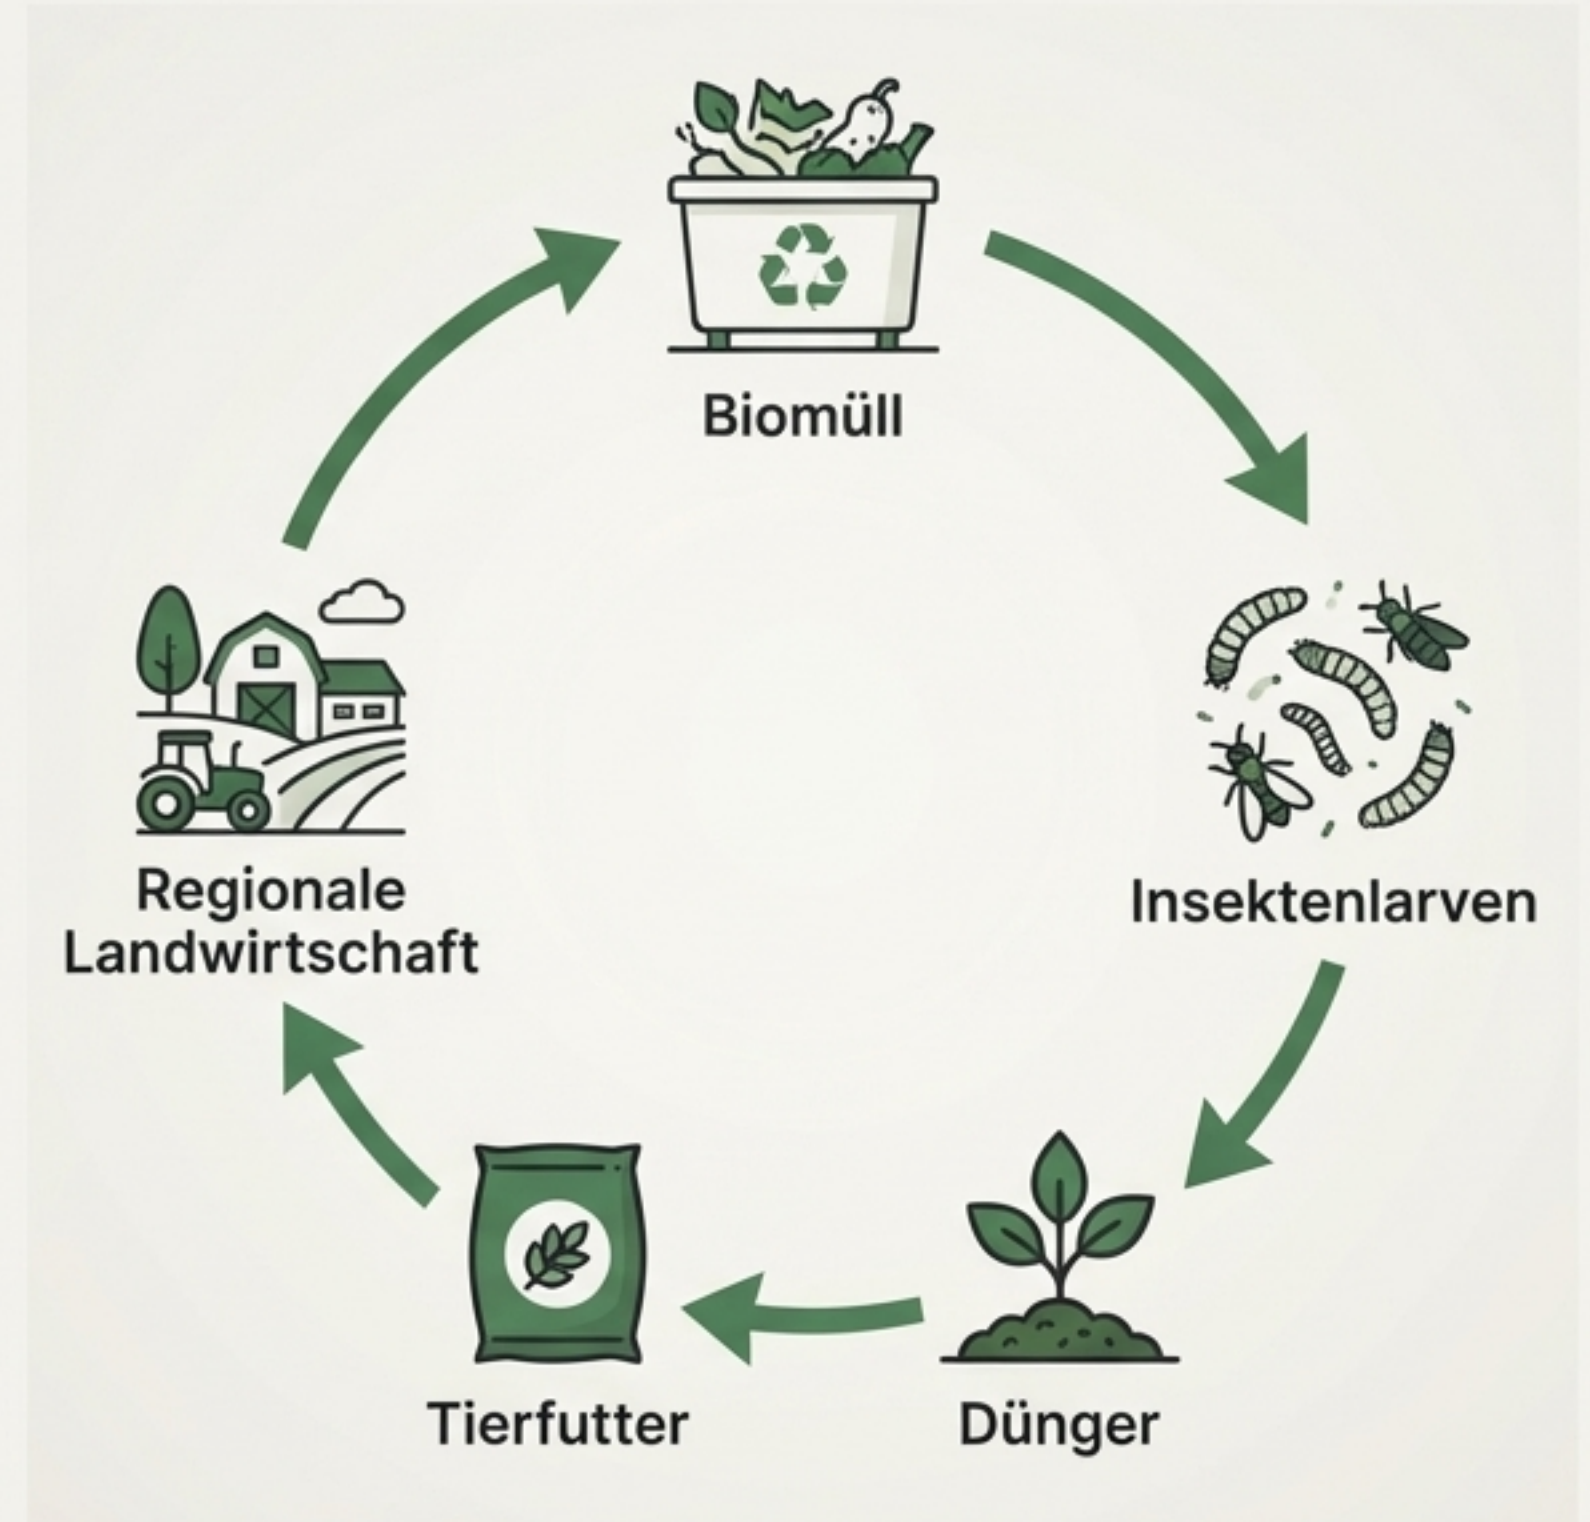 Biomüll
Insektenlarven
Regionale
Landwirtschaft
Tierfutter
Dünger